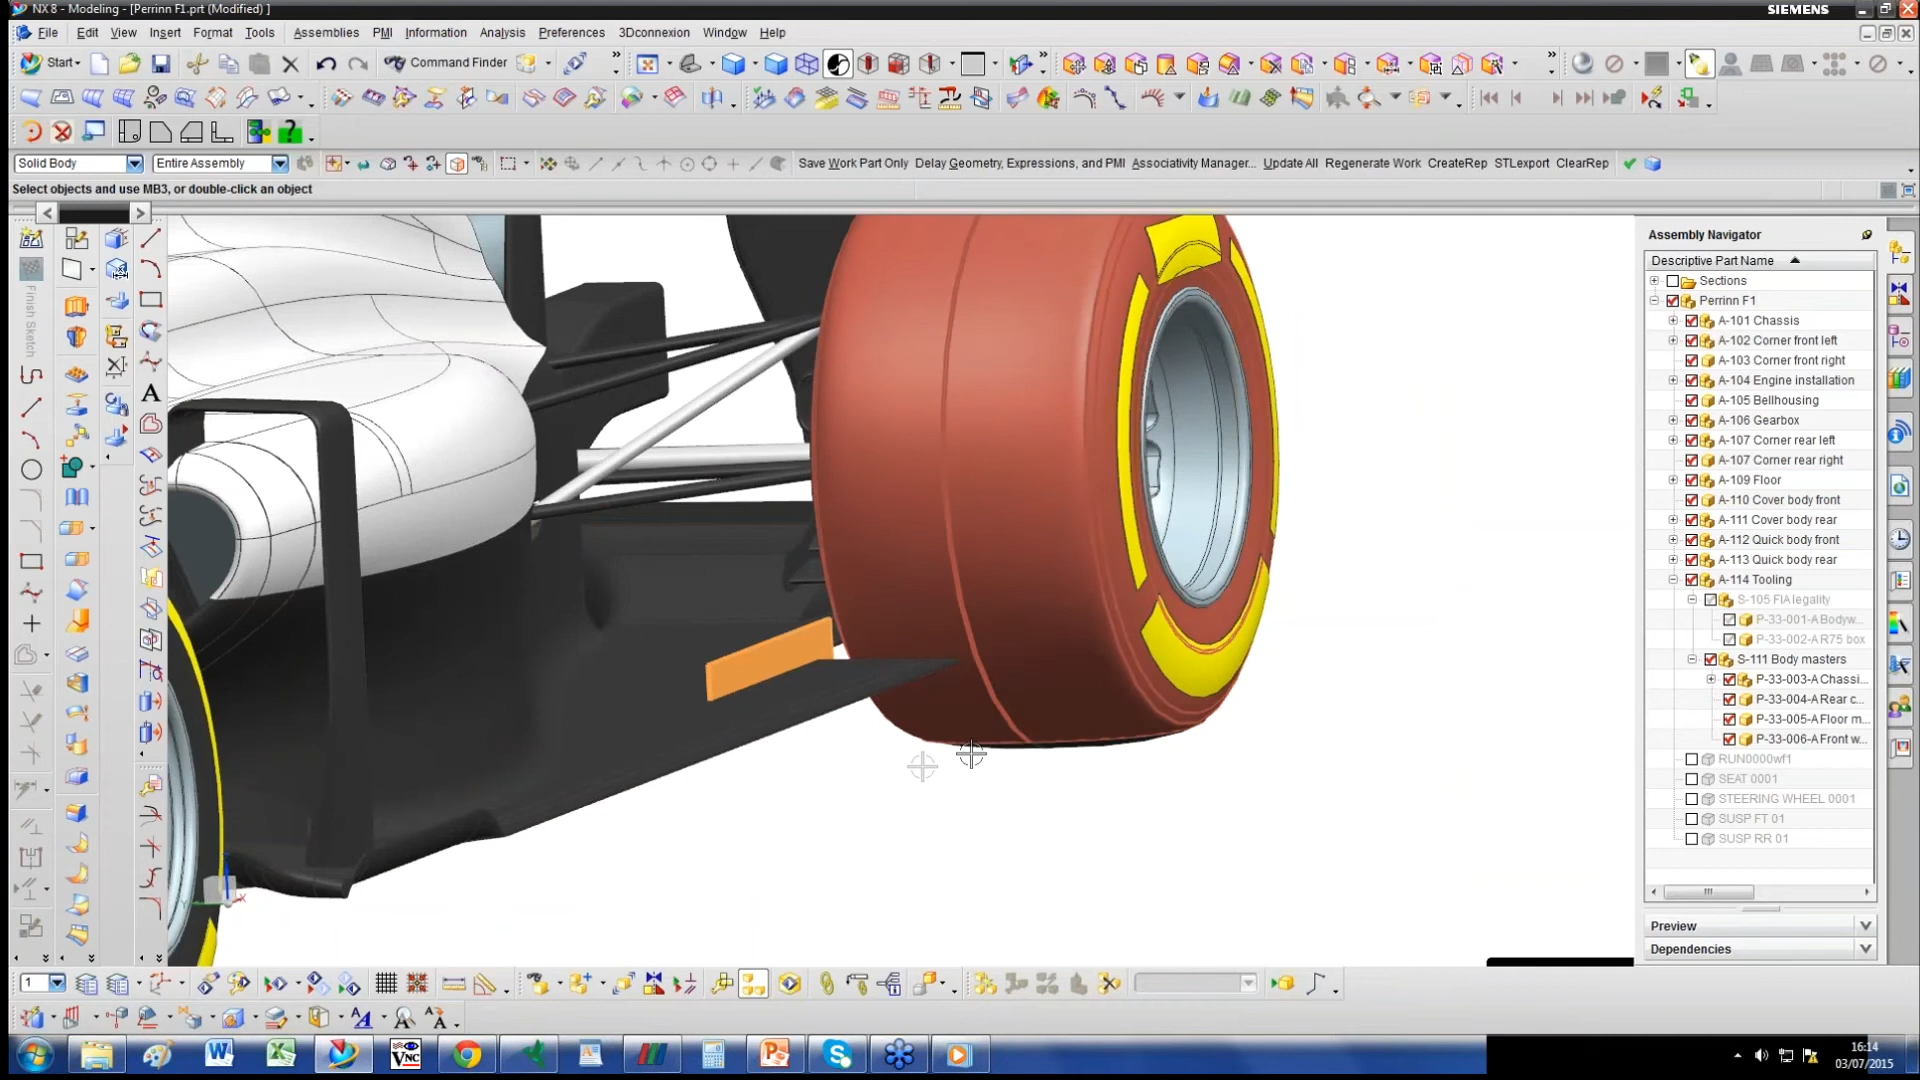 NX 8 - Modeling - [Perrinn F1.prt (Modified) ]
SIEMENS
File Edit View Insert Format Tools Assemblies PMI Information Analysis Preferences 3Dconnexion Window Help
Start
Command Finder
Solid Body
Entire Assembly
Save Work Part Only Delay Geometry, Expressions, and PMI Associativity Manager... Update All Regenerate Work CreateRep STLexport ClearRep
Select objects and use MB3, or double-click an object
Finish Sketch
Assembly Navigator
Descriptive Part Name
Sections
Perrinn F1
A-101 Chassis
A-102 Corner front left
A-103 Corner front right
A-104 Engine installation
A-105 Bellhousing
A-106 Gearbox
A-107 Corner rear left
A-107 Corner rear right
A-109 Floor
A-110 Cover body front
A-111 Cover body rear
A-112 Quick body front
A-113 Quick body rear
A-114 Tooling
S-105 FIA legality
P-33-001-A Bodyw...
P-33-002-A R75 box
S-111 Body masters
P-33-003-A Chassi...
P-33-004-A Rear c...
P-33-005-A Floor m...
P-33-006-A Front w...
RUN0000wf1
SEAT 0001
STEERING WHEEL 0001
SUSP FT 01
SUSP RR 01
Preview
Dependencies
1
16:14
03/07/2015